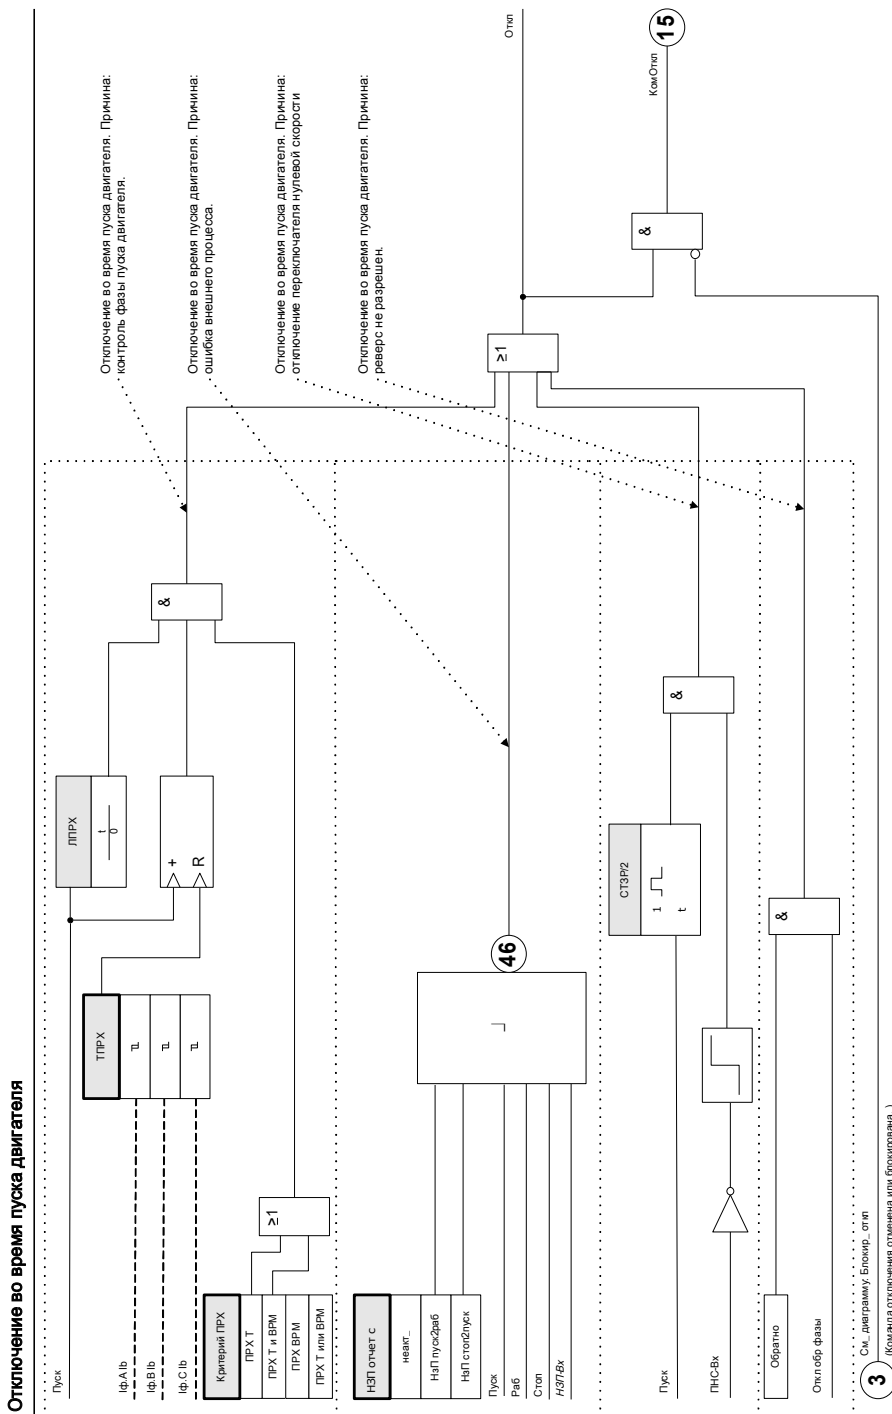 Отключение во время пуска двигателя
Пуск
Iф.A Ib
Iф.B Ib
Iф.C Ib
ТПРХ
ЛПРХ
t
0
+
R
&
Критерий ПРХ
ПРХ Т
ПРХ Т и ВРМ
ПРХ ВРМ
ПРХ Т или ВРМ
≥1
Отключение во время пуска двигателя. Причина:
контроль фазы пуска двигателя.
Отключение во время пуска двигателя. Причина:
ошибка внешнего процесса.
Отключение во время пуска двигателя. Причина:
отключение переключателя нулевой скорости
Отключение во время пуска двигателя. Причина:
реверс не разрешен.
НЗП отчет с
неакт_
НзП пуск2раб
НзП стоп2пуск
Пуск
Раб
Стоп
НЗП-Вх
46
≥1
Откл
Пуск
СТЗР/2
1
t
&
ПНС-Вх
Обратно
Откл обр фазы
&
&
КомОткл
15
3
См_ диаграмму: Блокир_ откл
(Команда отключения отменена или блокирована_)